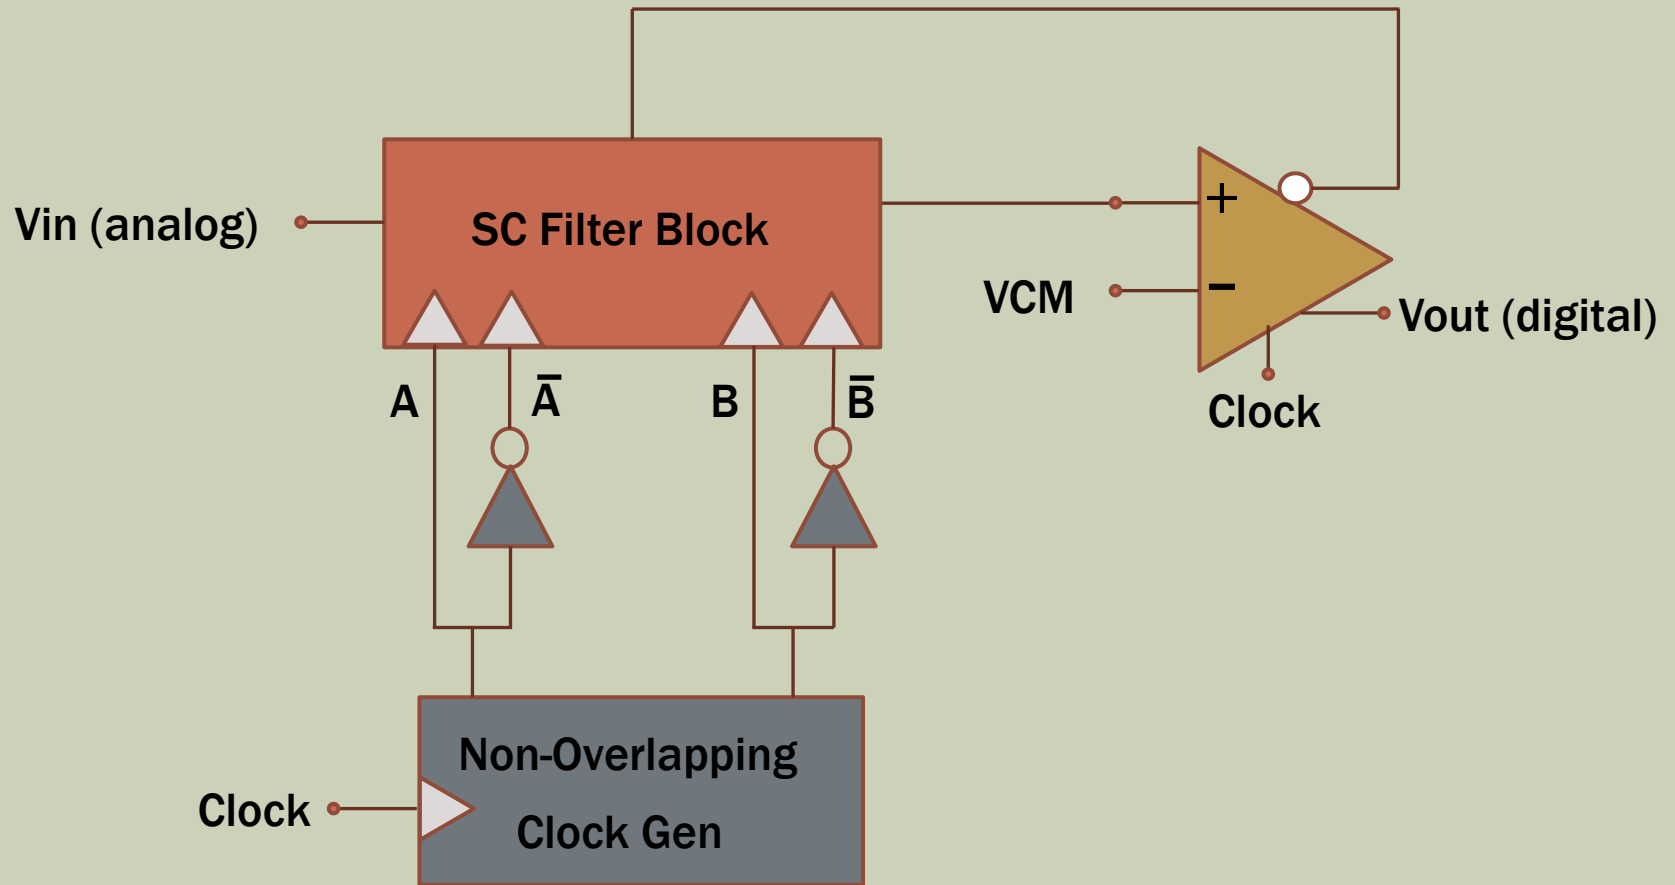 Vin (analog)
SC Filter Block
+
VCM
−
Vout (digital)
A
A̅
B
B̅
Clock
Non-Overlapping
Clock Gen
Clock